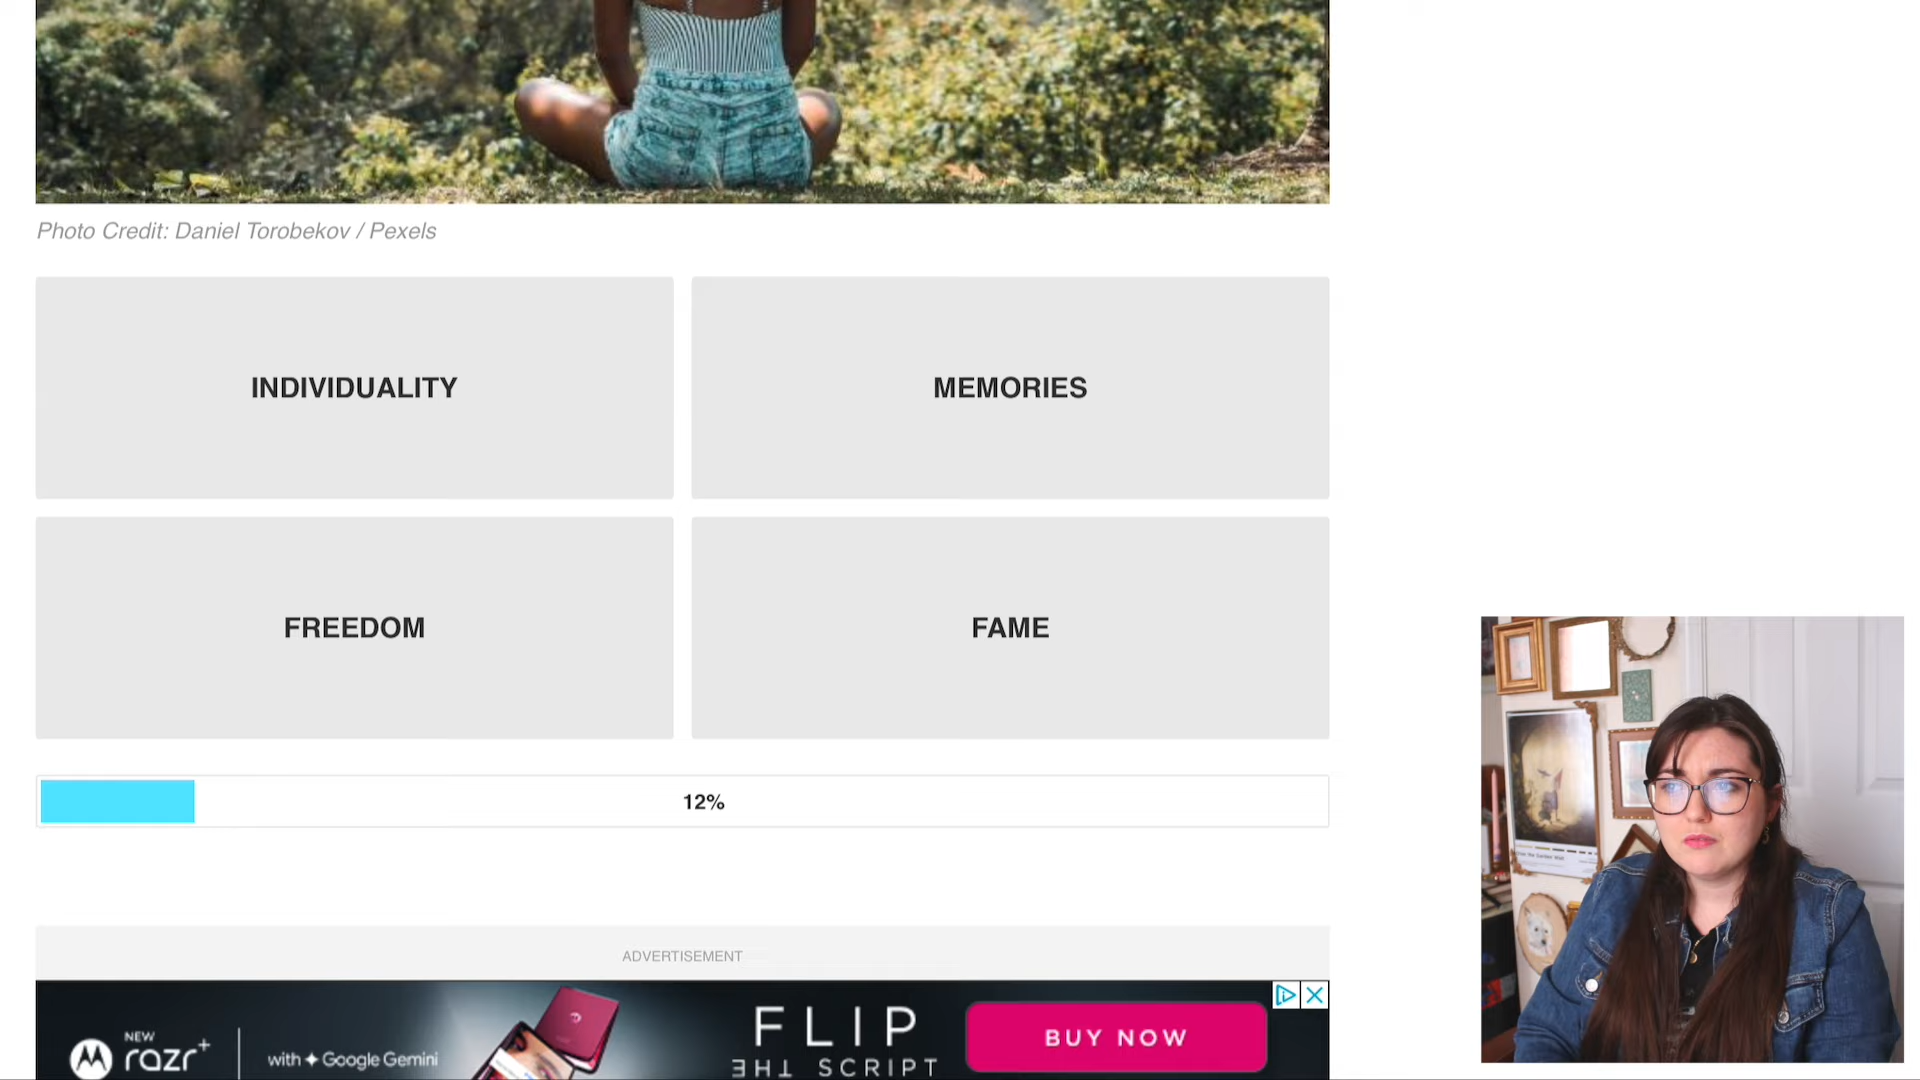 Photo Credit: Daniel Torobekov / Pexels
INDIVIDUALITY
MEMORIES
FREEDOM
FAME
12%
ADVERTISEMENT
NEW
razr+
with Google Gemini
FLIP
THE SCRIPT
BUY NOW